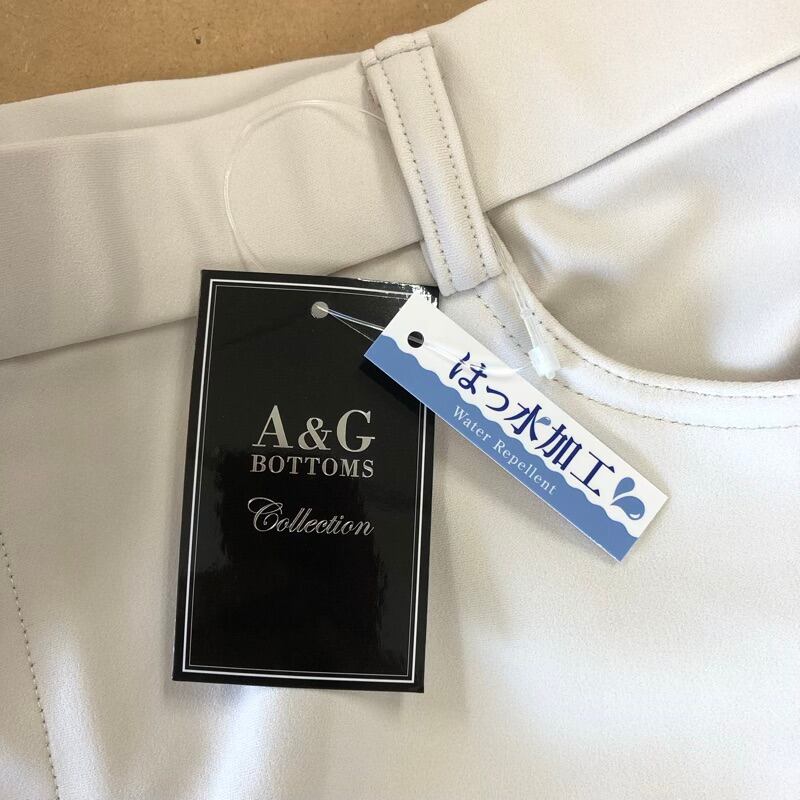 A&G
BOTTOMS
Collection
はっ水加工
Water Repellent